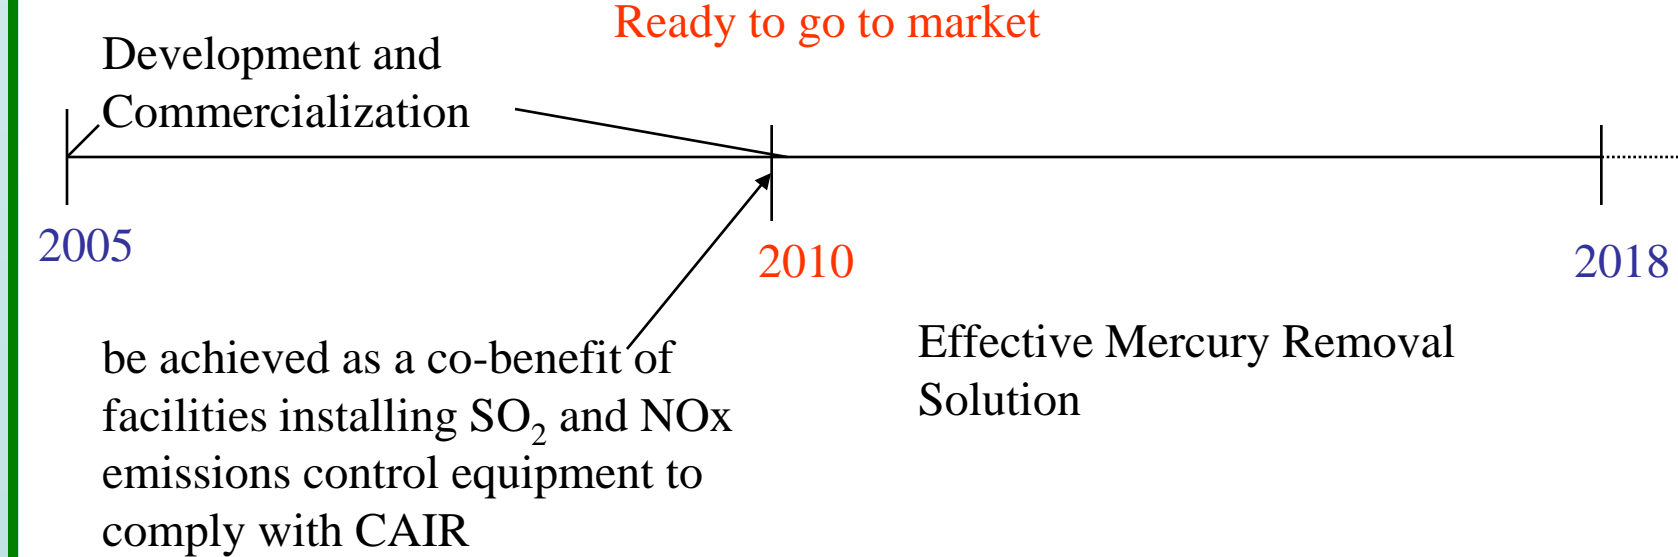 Ready to go to market
Development and
Commercialization
2005
2010
2018
be achieved as a co-benefit of
facilities installing SO₂ and NOx
emissions control equipment to
comply with CAIR
Effective Mercury Removal
Solution